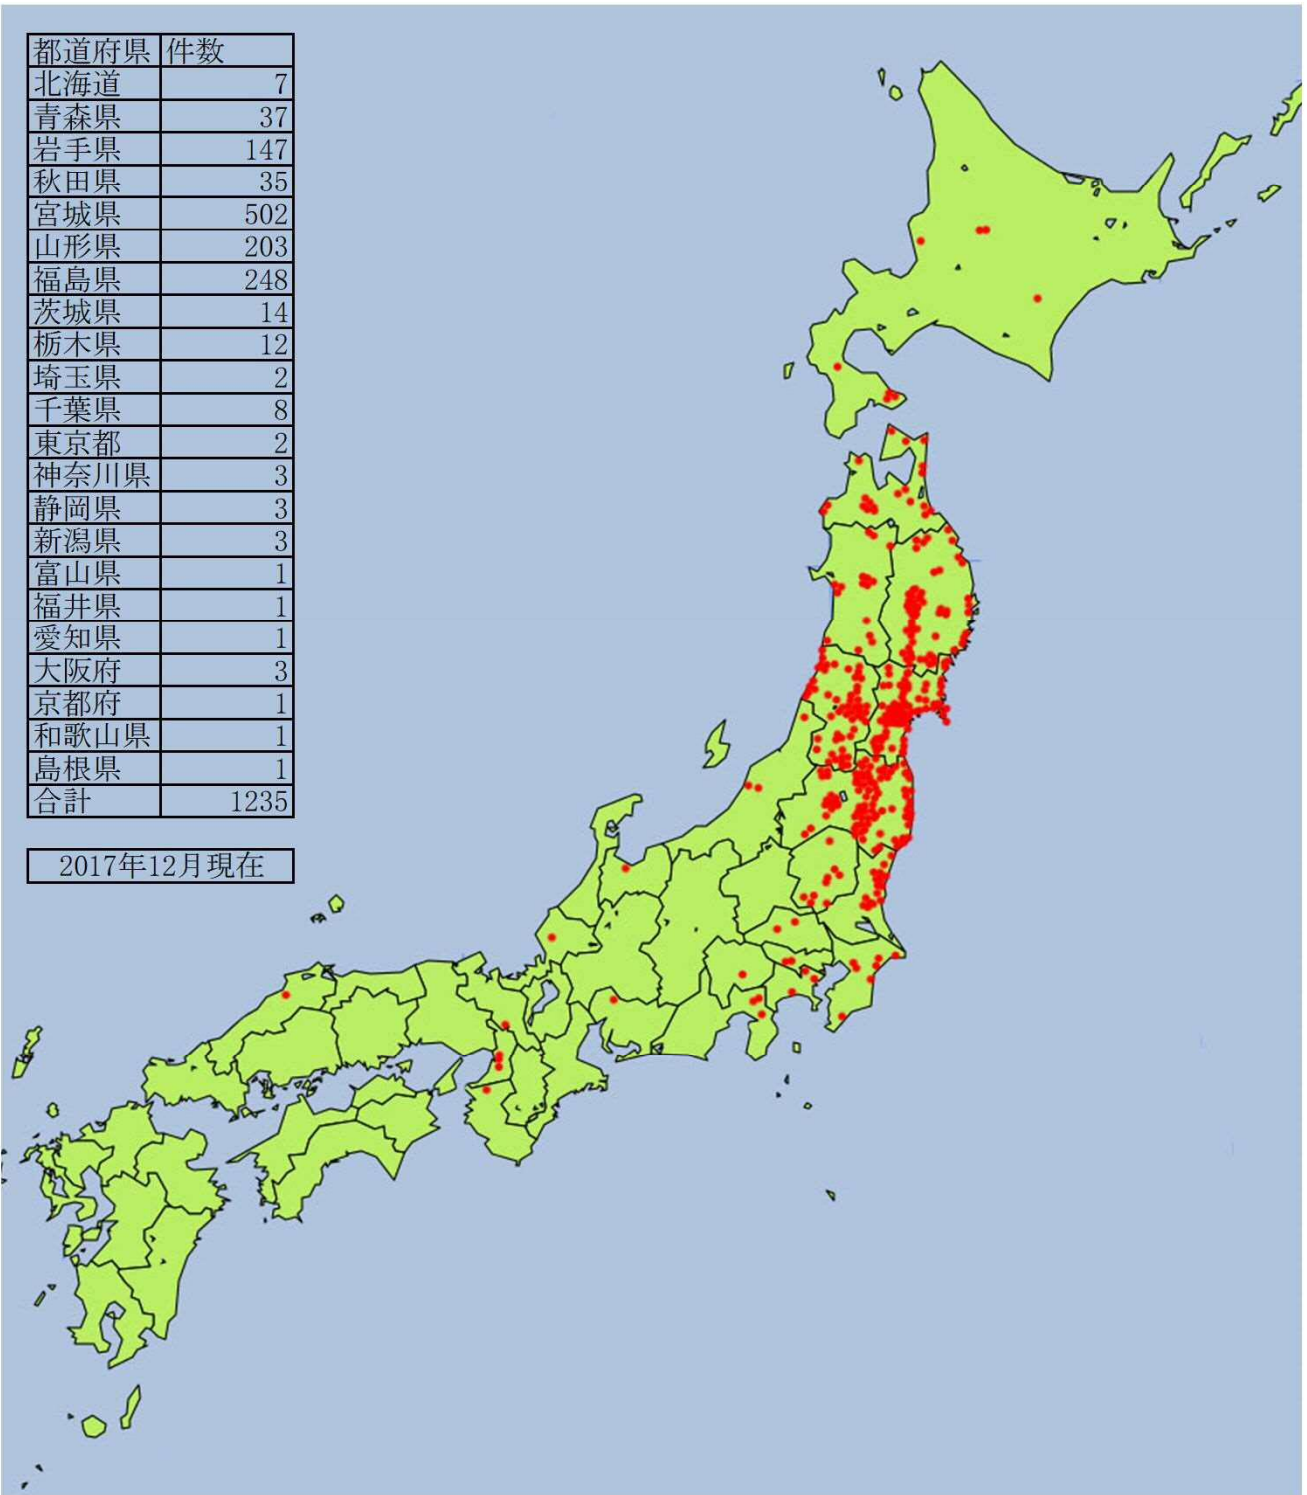 都道府県 件数
北海道 7
青森県 37
岩手県 147
秋田県 35
宮城県 502
山形県 203
福島県 248
茨城県 14
栃木県 12
埼玉県 2
千葉県 8
東京都 2
神奈川県 3
静岡県 3
新潟県 3
富山県 1
福井県 1
愛知県 1
大阪府 3
京都府 1
和歌山県 1
島根県 1
合計 1235
2017年12月現在